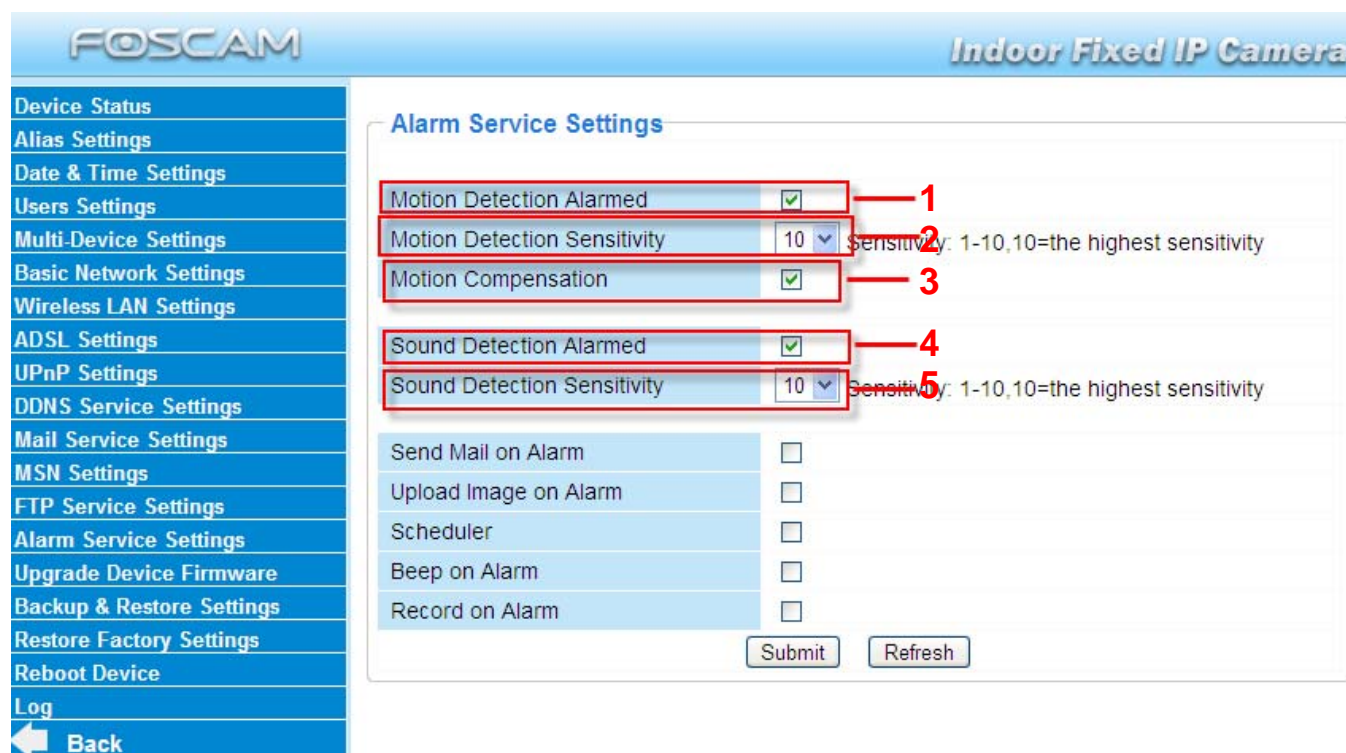 FOSCAM
Indoor Fixed IP Camera
Device Status
Alias Settings
Date & Time Settings
Users Settings
Multi-Device Settings
Basic Network Settings
Wireless LAN Settings
ADSL Settings
UPnP Settings
DDNS Service Settings
Mail Service Settings
MSN Settings
FTP Service Settings
Alarm Service Settings
Upgrade Device Firmware
Backup & Restore Settings
Restore Factory Settings
Reboot Device
Log
Back
Alarm Service Settings
Motion Detection Alarmed 1
Motion Detection Sensitivity 10 2 Sensitivity: 1-10,10=the highest sensitivity
Motion Compensation 3
Sound Detection Alarmed 4
Sound Detection Sensitivity 10 5 Sensitivity: 1-10,10=the highest sensitivity
Send Mail on Alarm
Upload Image on Alarm
Scheduler
Beep on Alarm
Record on Alarm
Submit Refresh